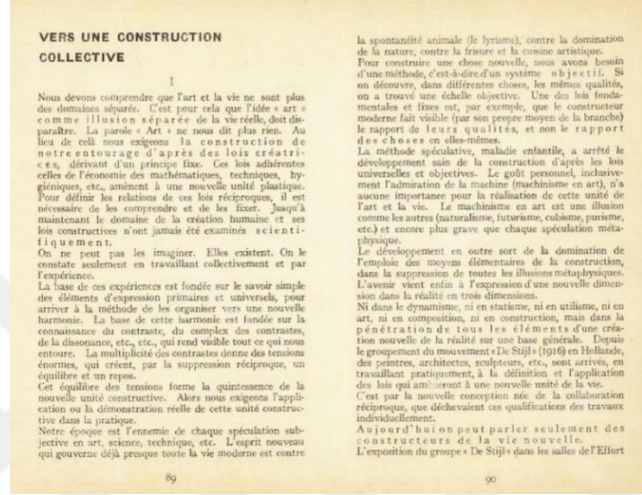 VERS UNE CONSTRUCTION
COLLECTIVE
I
Nous devons comprendre que l'art et la vie ne sont plus
des domaines séparés. C'est pour cela que l'idée « art »
comme illusion séparée de la vie réelle, doit dis-
paraître. La parole « Art » ne nous dit plus rien. Au
lieu de celà nous exigeons la construction de
notre entourage d'après des lois créatri-
ces, dérivant d'un principe fixe. Ces lois adhérentes
celles de l'économie des mathématiques, techniques, hy-
giéniques, etc., amènent à une nouvelle unité plastique.
Pour définir les relations de ces lois réciproques, il est
nécessaire de les comprendre et de les fixer. Jusqu'à
maintenant le domaine de la création humaine et ses
lois constructives n'ont jamais été examinés scienti-
fiquement.
On ne peut pas les imaginer. Elles existent. On le
constate seulement en travaillant collectivement et par
l'expérience.
La base de ces expériences est fondée sur le savoir simple
des éléments d'expression primaires et universels, pour
arriver à la méthode de les organiser vers une nouvelle
harmonie. La base de cette harmonie est fondée sur la
connaissance du contraste, du complex des contrastes,
de la dissonance, etc., etc., qui rend visible tout ce qui nous
entoure. La multiplicité des contrastes donne des tensions
énormes, qui créent, par la suppression réciproque, un
équilibre et un repos.
Cet équilibre des tensions forme la quintessence de la
nouvelle unité constructive. Alors nous exigeons l'appli-
cation ou la démonstration réelle de cette unité construc-
tive dans la pratique.
Notre époque est l'ennemie de chaque spéculation sub-
jective en art, science, technique, etc. L'esprit nouveau
qui gouverne déjà presque toute la vie moderne est contre
89
la spontanéité animale (le lyrisme), contre la domination
de la nature, contre la frisure et la cuisine artistique.
Pour construire une chose nouvelle, nous avons besoin
d'une méthode, c'est-à-dire d'un système objectif. Si
on découvre, dans différentes choses, les mêmes qualités,
on a trouvé une échelle objective. Une des lois fonda-
mentales et fixes est, par exemple, que le constructeur
moderne fait visible (par son propre moyen de la branche)
le rapport de leurs qualités, et non le rapport
des choses en elles-mêmes.
La méthode spéculative, maladie enfantile, a arrêté le
développement sain de la construction d'après les lois
universelles et objectives. Le goût personnel, inclusive-
ment l'admiration de la machine (machinisme en art), n'a
aucune importance pour la réalisation de cette unité de
l'art et la vie. Le machinisme en art est une illusion
comme les autres (naturalisme, futurisme, cubisme, purisme,
etc.) et encore plus grave que chaque spéculation méta-
physique.
Le développement en outre sort de la domination de
l'emploie des moyens élémentaires de la construction,
dans la suppression de toutes les illusions métaphysiques.
L'avenir vient enfin à l'expression d'une nouvelle dimen-
sion dans la réalité en trois dimensions.
Ni dans le dynamisme, ni en statisme, ni en utilisme, ni en
art, ni en composition, ni en construction, mais dans la
pénétration de tous les éléments d'une créa-
tion nouvelle de la réalité sur une base générale. Depuis
le groupement du mouvement «De Stijl» (1916) en Hollande,
des peintres, architectes, sculpteurs, etc., sont arrivés, en
travaillant pratiquement, à la définition et l'application
des lois qui amèneront à une nouvelle unité de la vie.
C'est par la nouvelle conception née de la collaboration
réciproque, que déchevaient ces qualifications des travaux
individuellement.
Aujourd'hui on peut parler seulement des
constructeurs de la vie nouvelle.
L'exposition du groupe « De Stijl » dans les salles de l'Effort
90